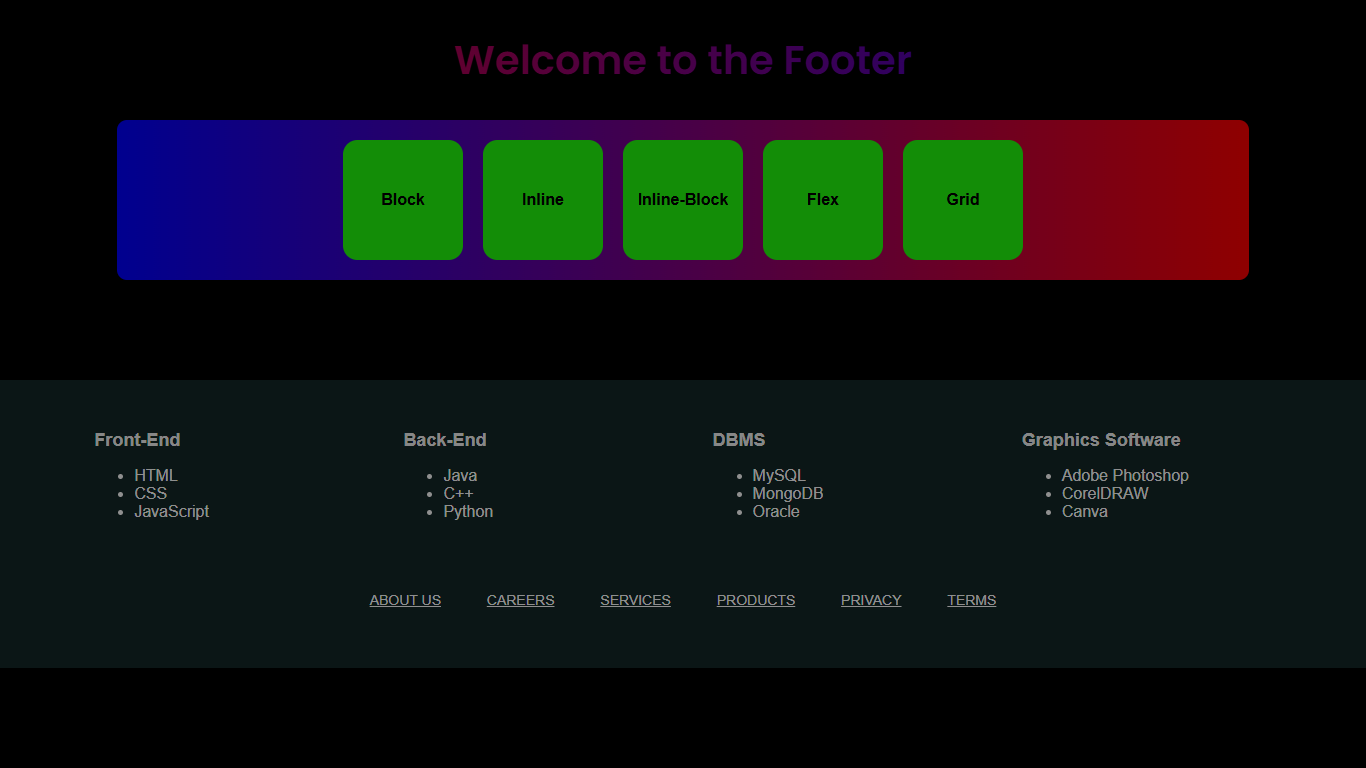 Welcome to the Footer
Block
Inline
Inline-Block
Flex
Grid
Front-End
HTML
CSS
JavaScript
Back-End
Java
C++
Python
DBMS
MySQL
MongoDB
Oracle
Graphics Software
Adobe Photoshop
CorelDRAW
Canva
ABOUT US CAREERS SERVICES PRODUCTS PRIVACY TERMS